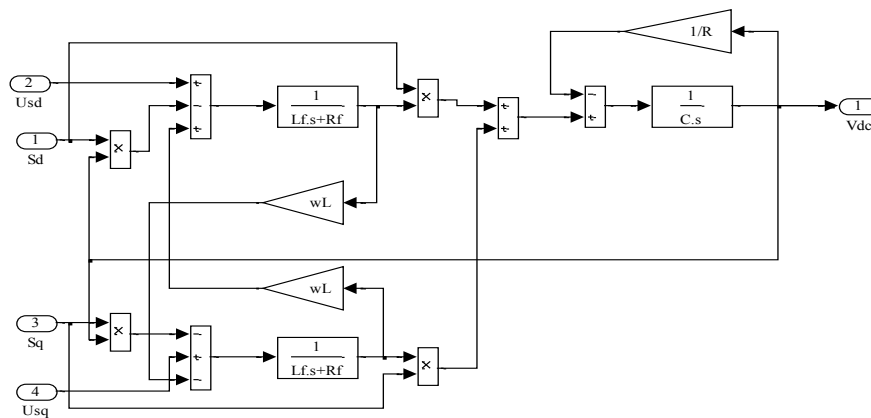 1/R
2
Usd
1
Lf.s+Rf
×
+
-
+
+
+
-
+
1
C.s
1
Vdc
1
Sd
×
wL
wL
3
Sq
×
-
+
-
1
Lf.s+Rf
×
4
Usq